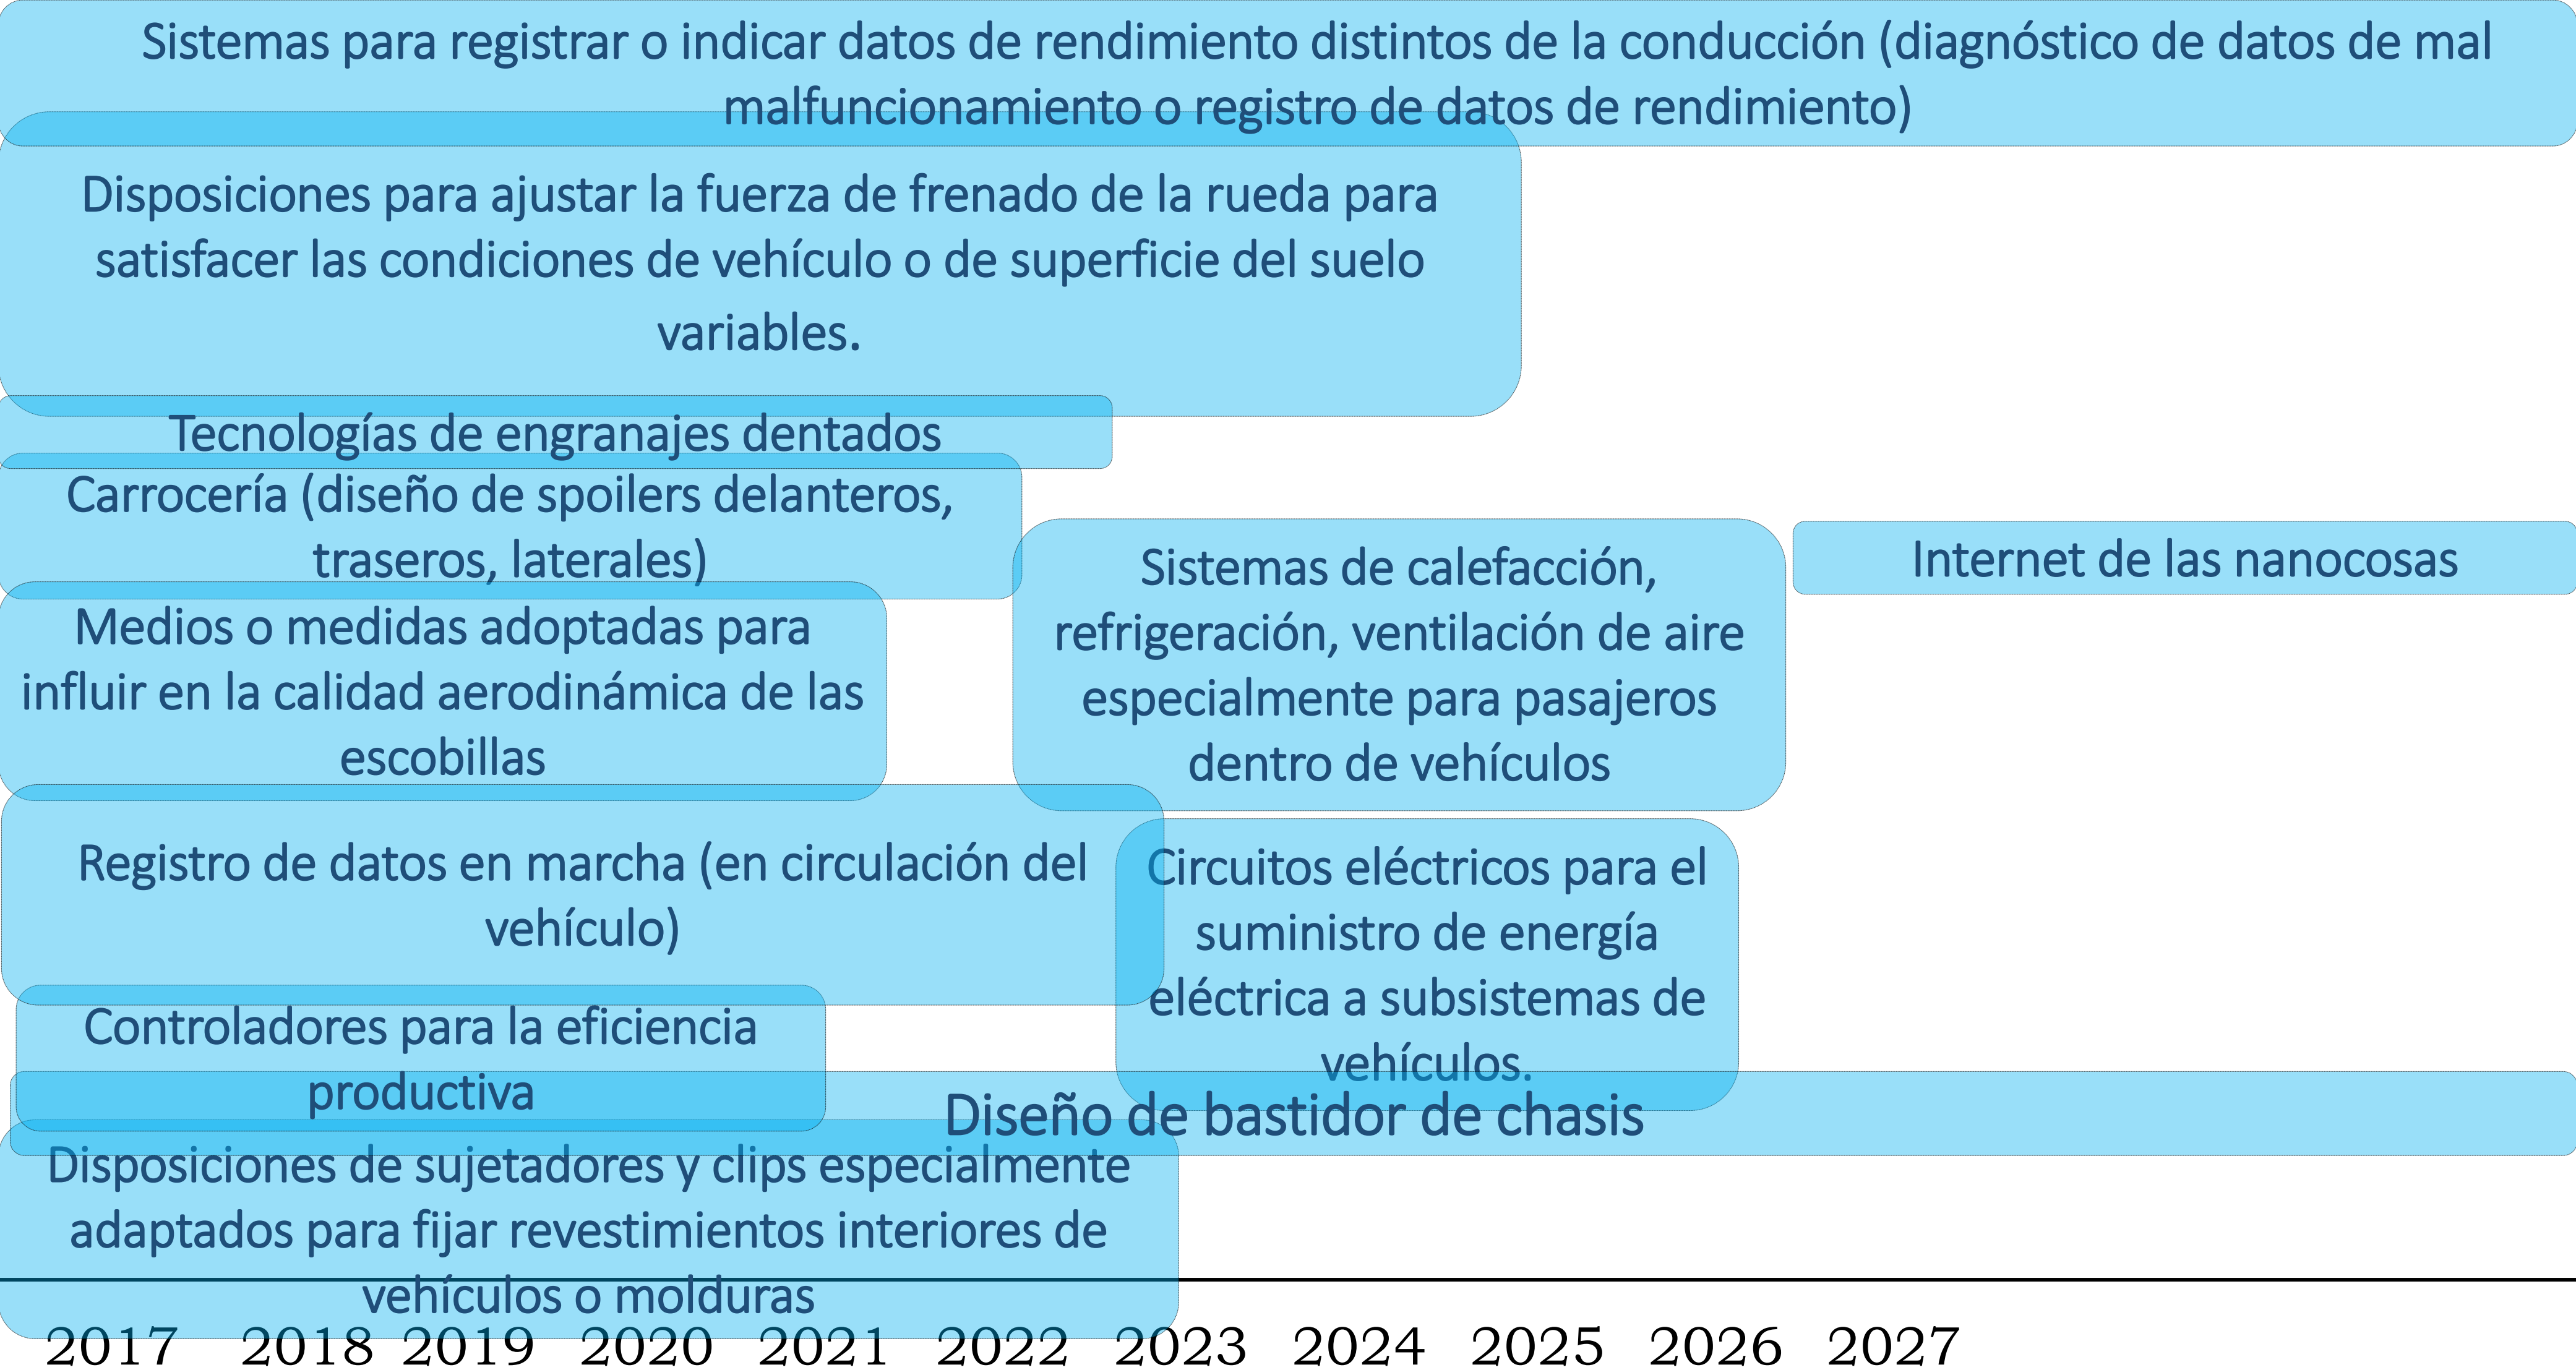 Sistemas para registrar o indicar datos de rendimiento distintos de la conducción (diagnóstico de datos de mal
malfuncionamiento o registro de datos de rendimiento)
Disposiciones para ajustar la fuerza de frenado de la rueda para
satisfacer las condiciones de vehículo o de superficie del suelo
variables.
Tecnologías de engranajes dentados
Carrocería (diseño de spoilers delanteros,
traseros, laterales)
Sistemas de calefacción,
refrigeración, ventilación de aire
especialmente para pasajeros
dentro de vehículos
Internet de las nanocosas
Medios o medidas adoptadas para
influir en la calidad aerodinámica de las
escobillas
Registro de datos en marcha (en circulación del
vehículo)
Circuitos eléctricos para el
suministro de energía
eléctrica a subsistemas de
vehículos.
Controladores para la eficiencia
productiva
Diseño de bastidor de chasis
Disposiciones de sujetadores y clips especialmente
adaptados para fijar revestimientos interiores de
vehículos o molduras
2017 2018 2019 2020 2021 2022 2023 2024 2025 2026 2027